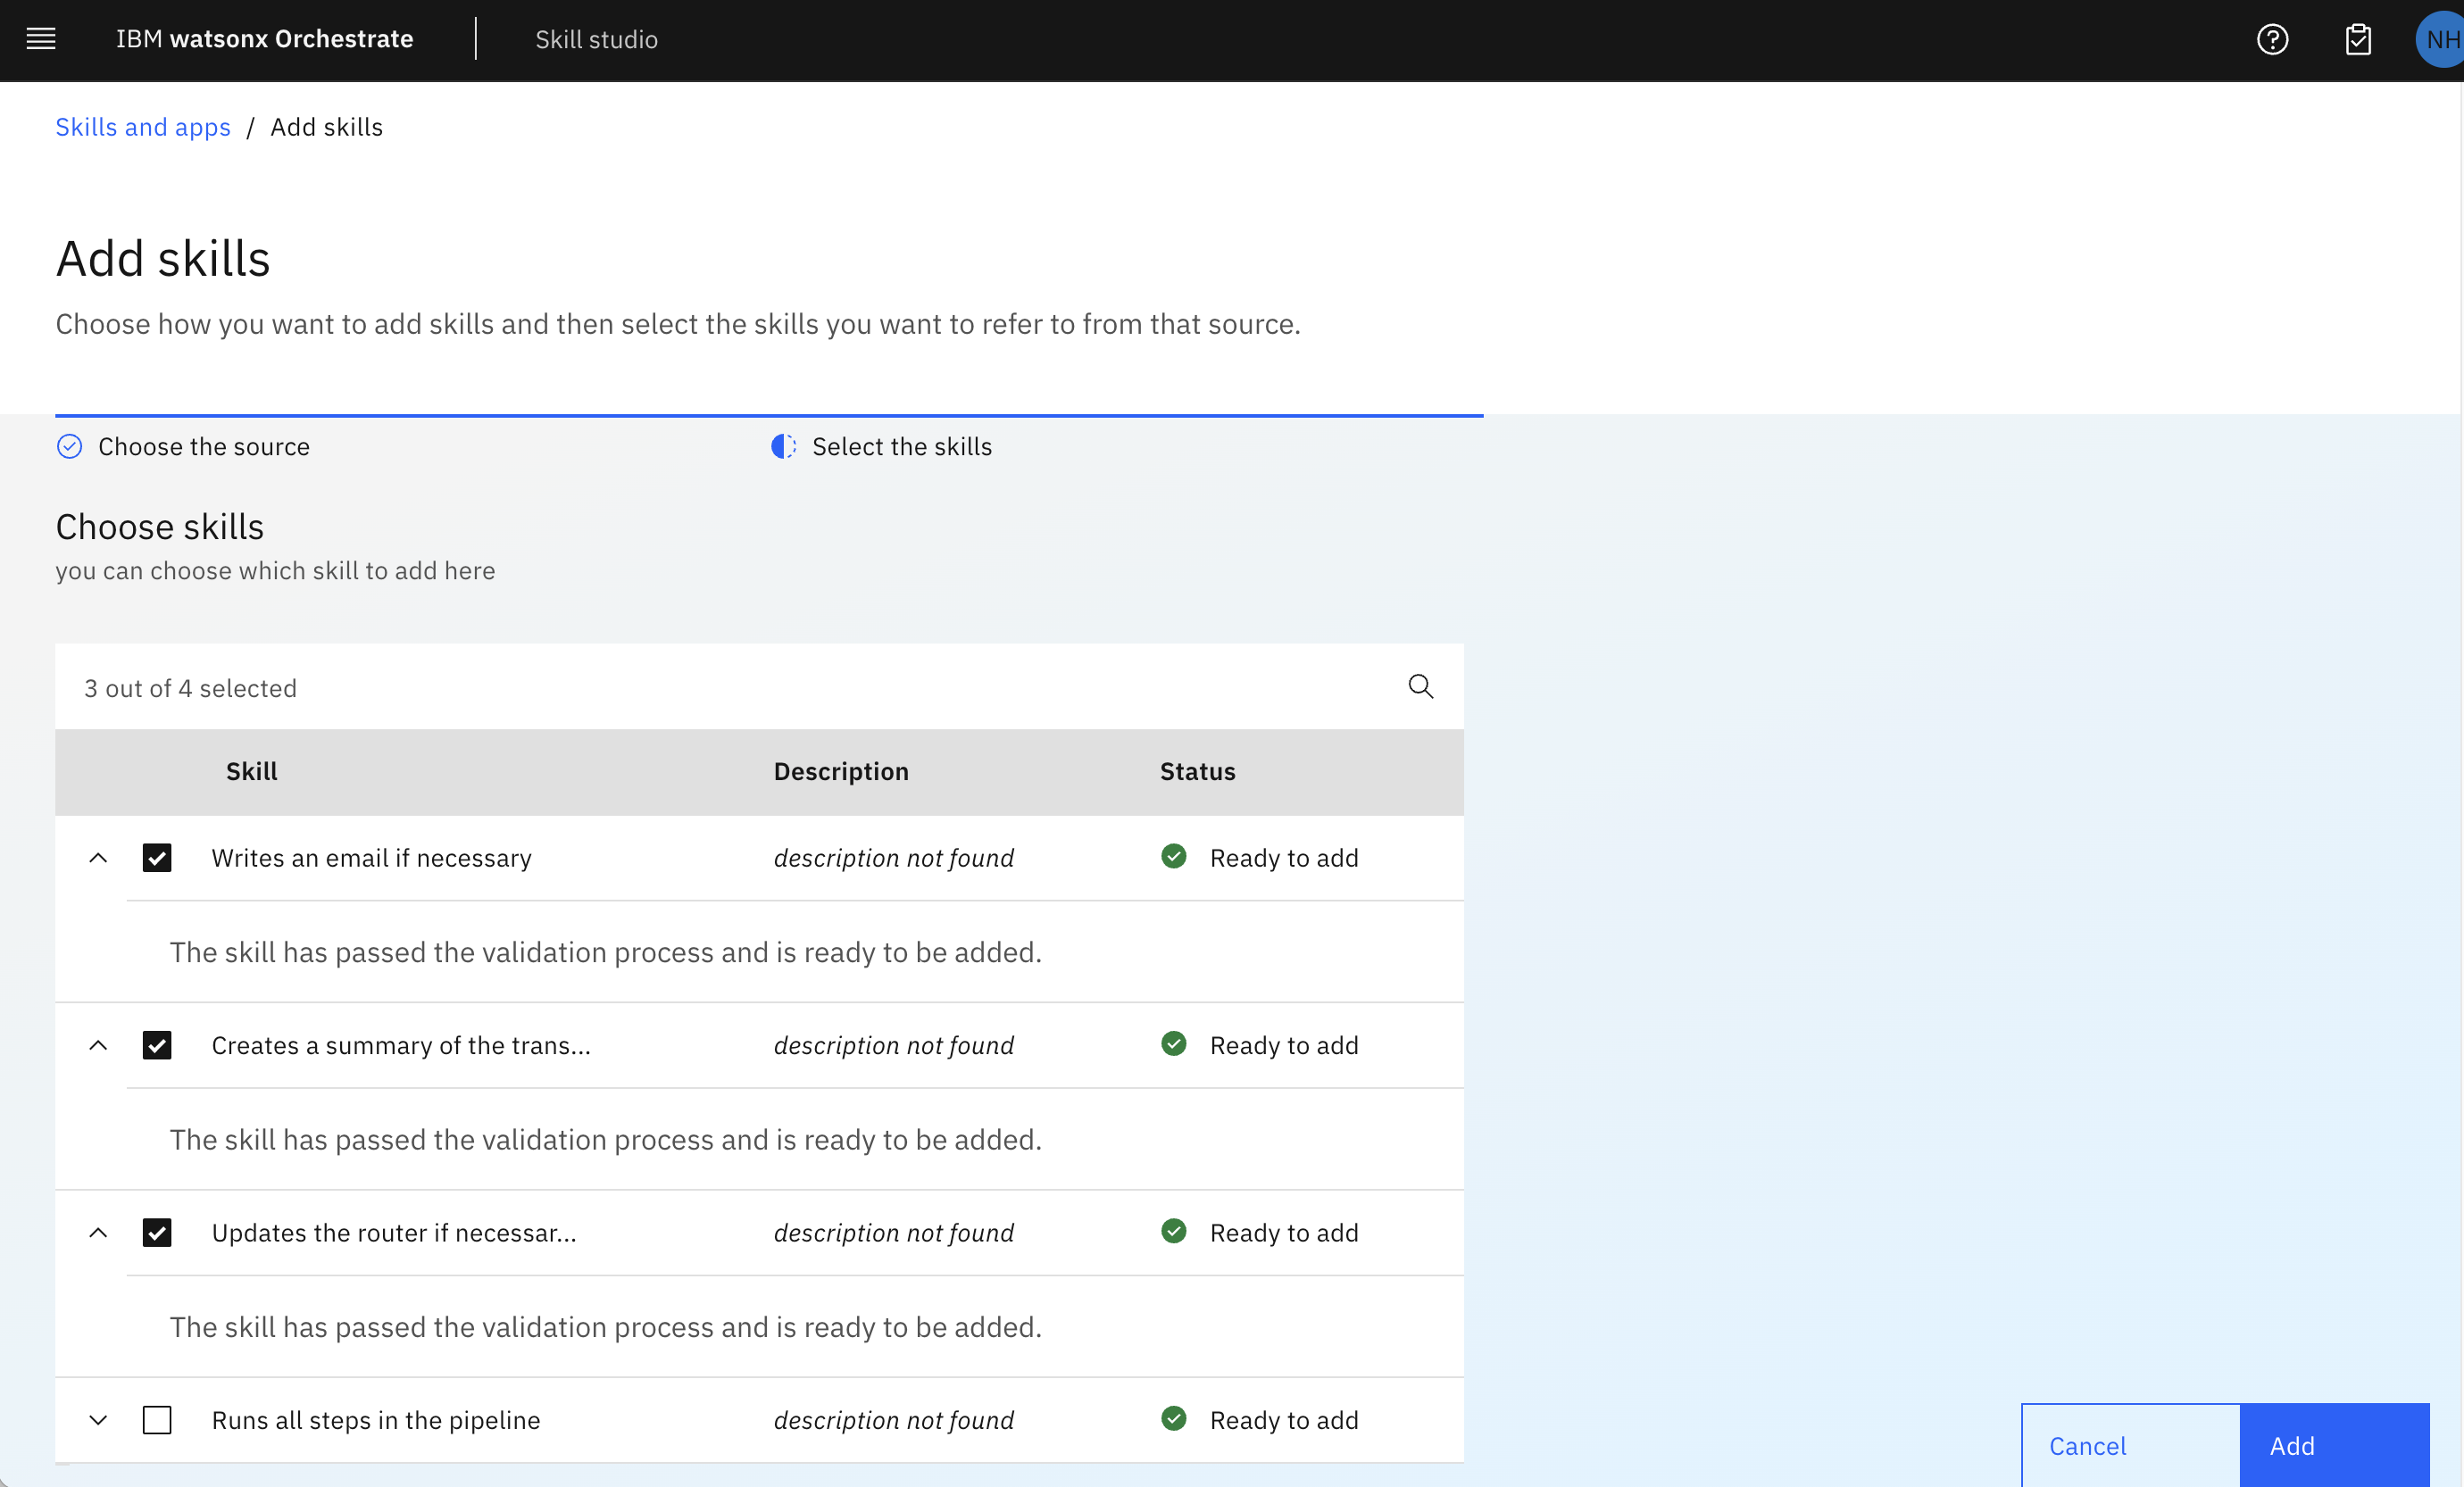 IBM watsonx Orchestrate
Skill studio
NH
Skills and apps / Add skills
Add skills
Choose how you want to add skills and then select the skills you want to refer to from that source.
Choose the source
Select the skills
Choose skills
you can choose which skill to add here
3 out of 4 selected
Skill Description Status
Writes an email if necessary description not found Ready to add
The skill has passed the validation process and is ready to be added.
Creates a summary of the trans... description not found Ready to add
The skill has passed the validation process and is ready to be added.
Updates the router if necessar... description not found Ready to add
The skill has passed the validation process and is ready to be added.
Runs all steps in the pipeline description not found Ready to add
Cancel
Add